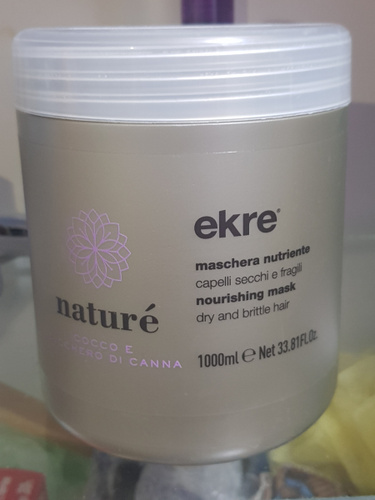 ekre®
maschera nutriente
capelli secchi e fragili
nourishing mask
dry and brittle hair
1000ml ℮ Net 33.81Fl.Oz.
naturé
COCCO E
DI CANNA